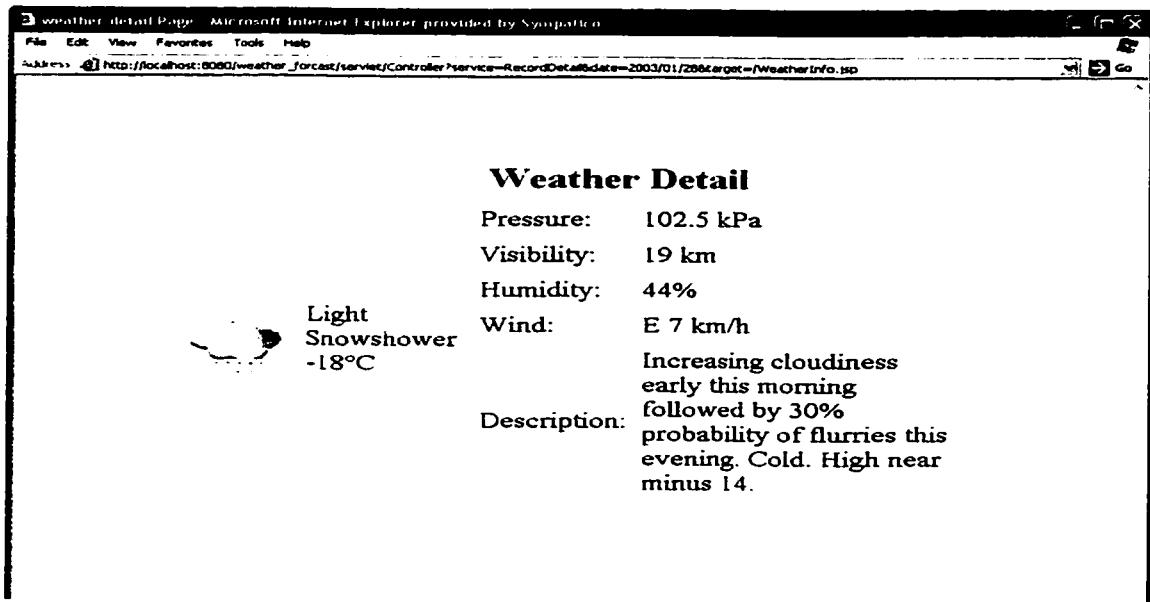 weather detail Page - Microsoft Internet Explorer provided by Sympatico
File Edit View Favorites Tools Help
Address http://localhost:8080/weather_forcast/servlet/Controller?service=RecordDetail&date=2003/01/28&target=/WeatherInfo.jsp Go
Weather Detail
Pressure: 102.5 kPa
Visibility: 19 km
Humidity: 44%
Wind: E 7 km/h
Light
Snowshower
-18°C
Description: Increasing cloudiness
early this morning
followed by 30%
probability of flurries this
evening. Cold. High near
minus 14.